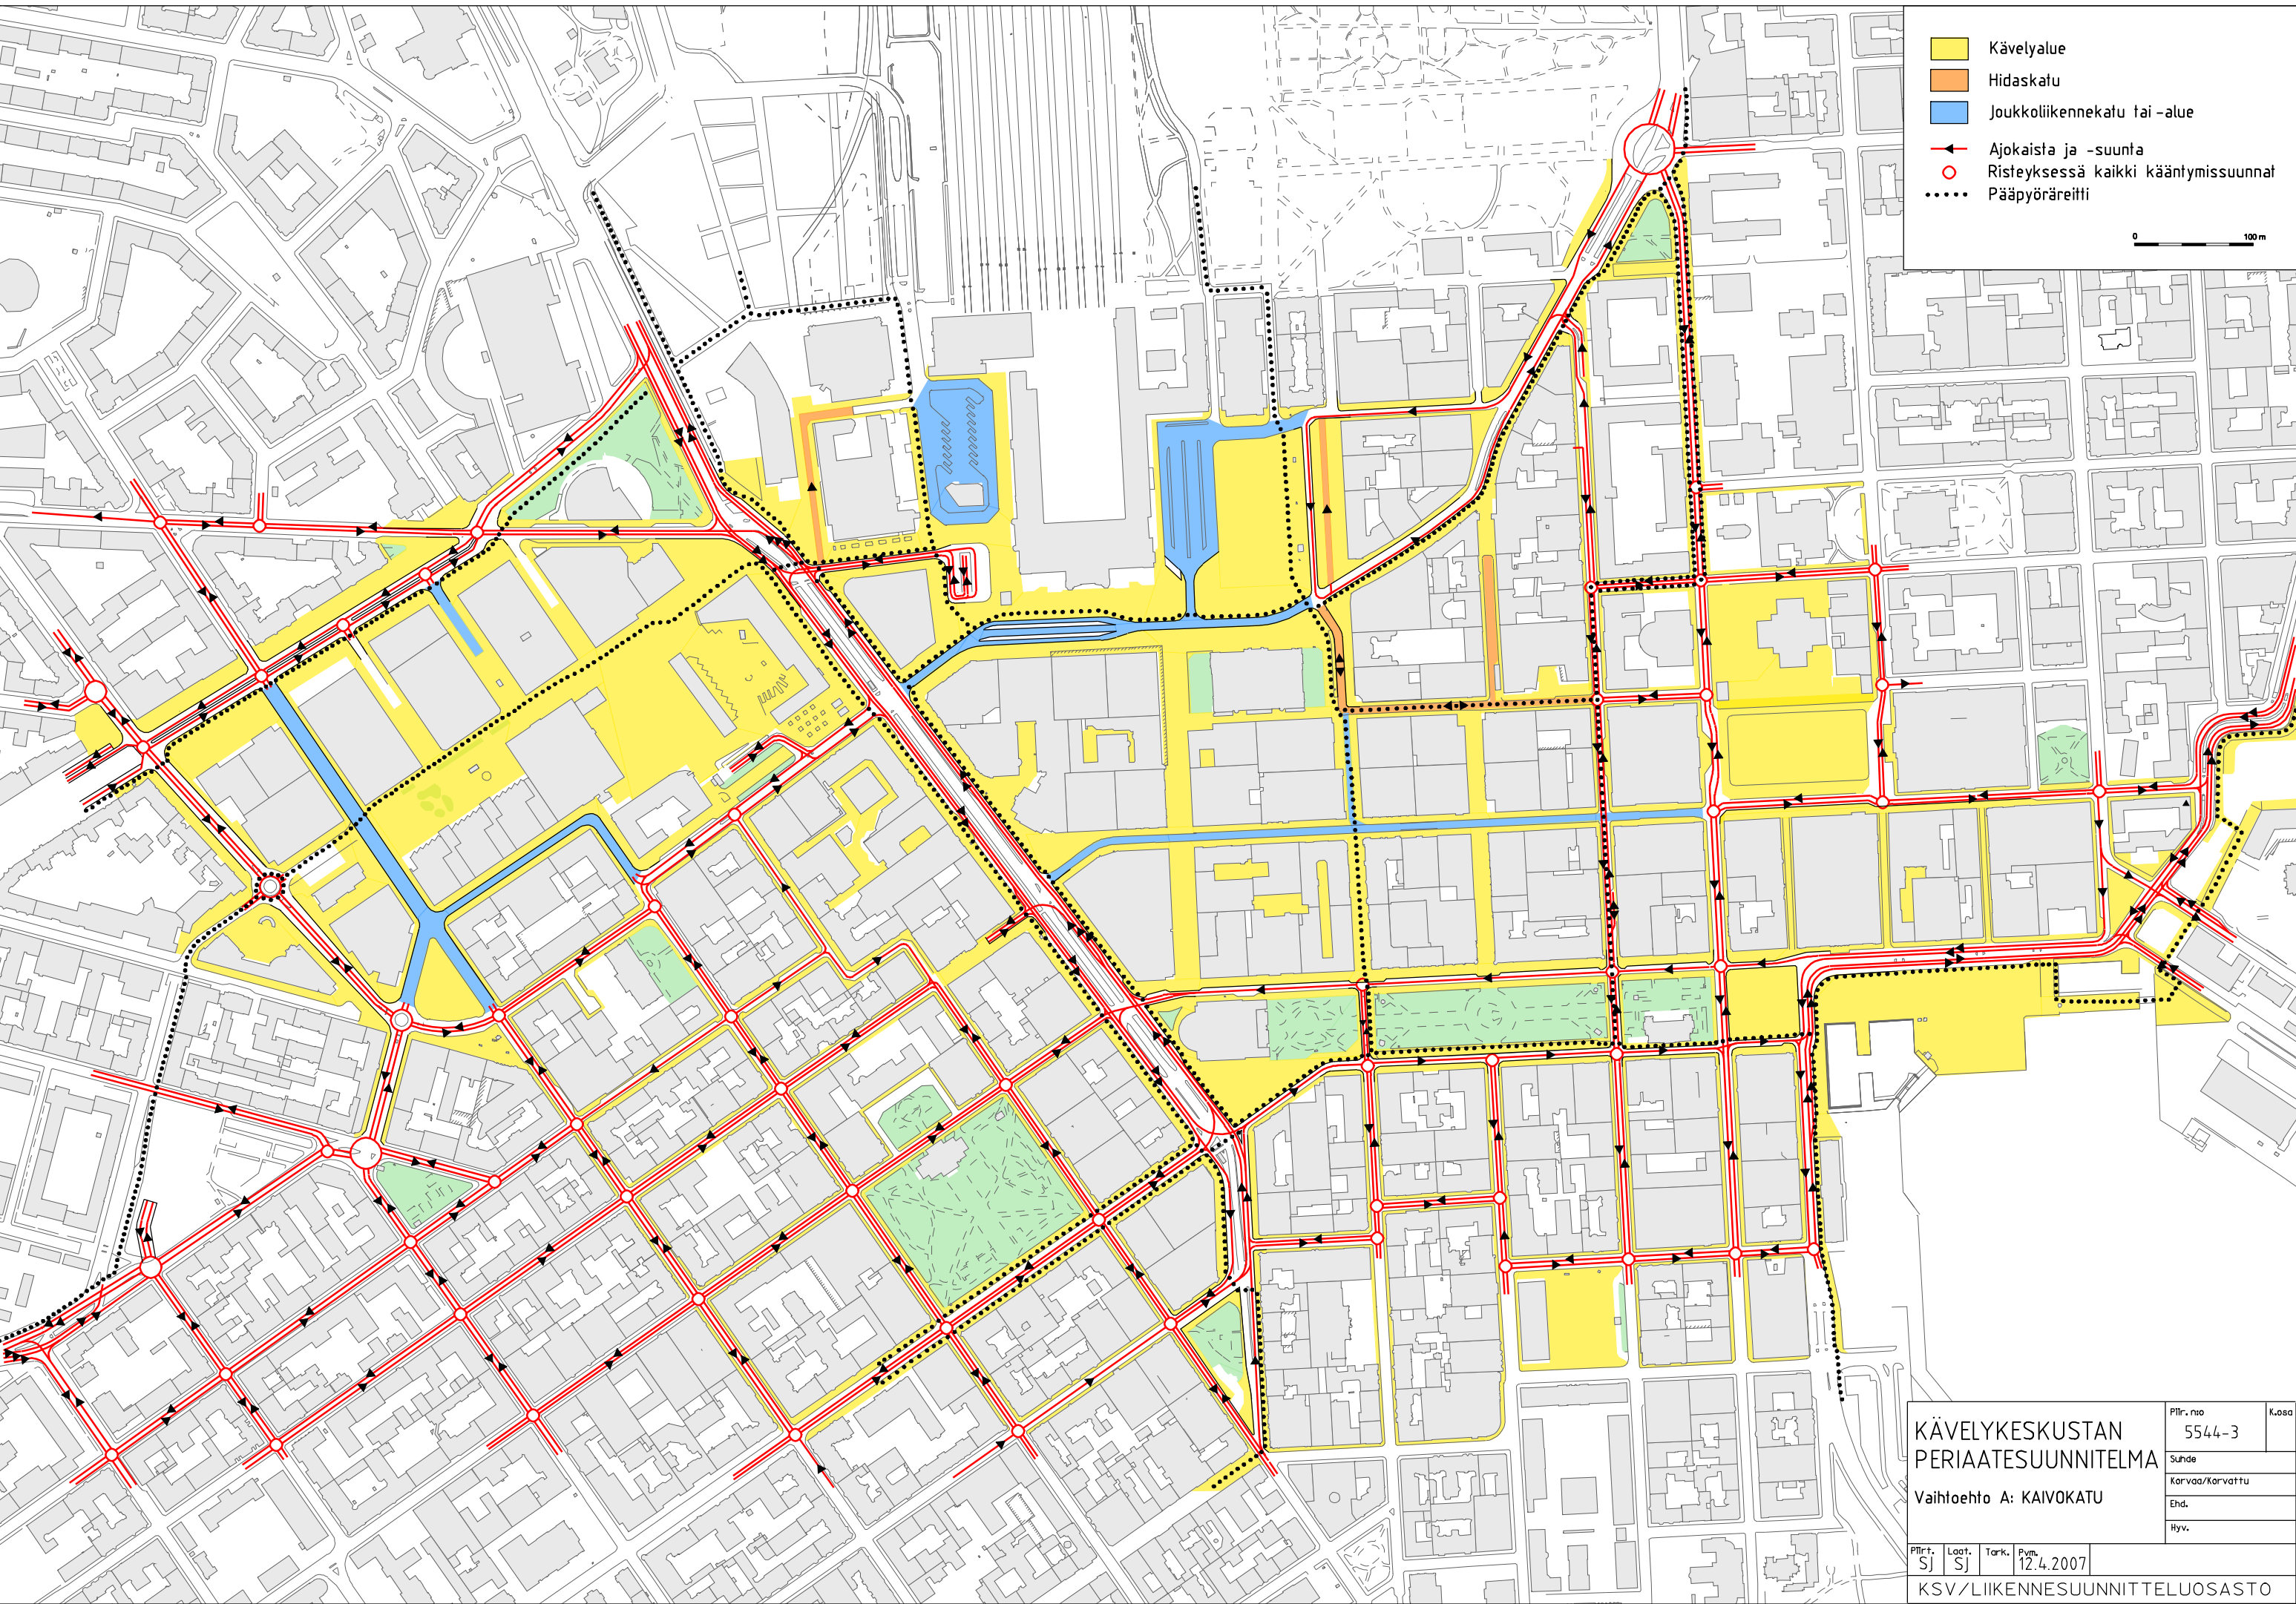 Kävelyalue
Hidaskatu
Joukkoliikennekatu tai -alue
Ajokaista ja -suunta
Risteyksessä kaikki kääntymissuunnat
Pääpyöräreitti
0 100 m
KÄVELYKESKUSTAN
PERIAATESUUNNITELMA
Vaihtoehto A: KAIVOKATU
Piir. n:o
5544-3
K.osa
Suhde
Korvaa/Korvattu
Ehd.
Hyv.
Piirt.
SJ
Laat.
SJ
Tark.
Pvm.
12.4.2007
KSV/LIIKENNESUUNNITTELUOSASTO